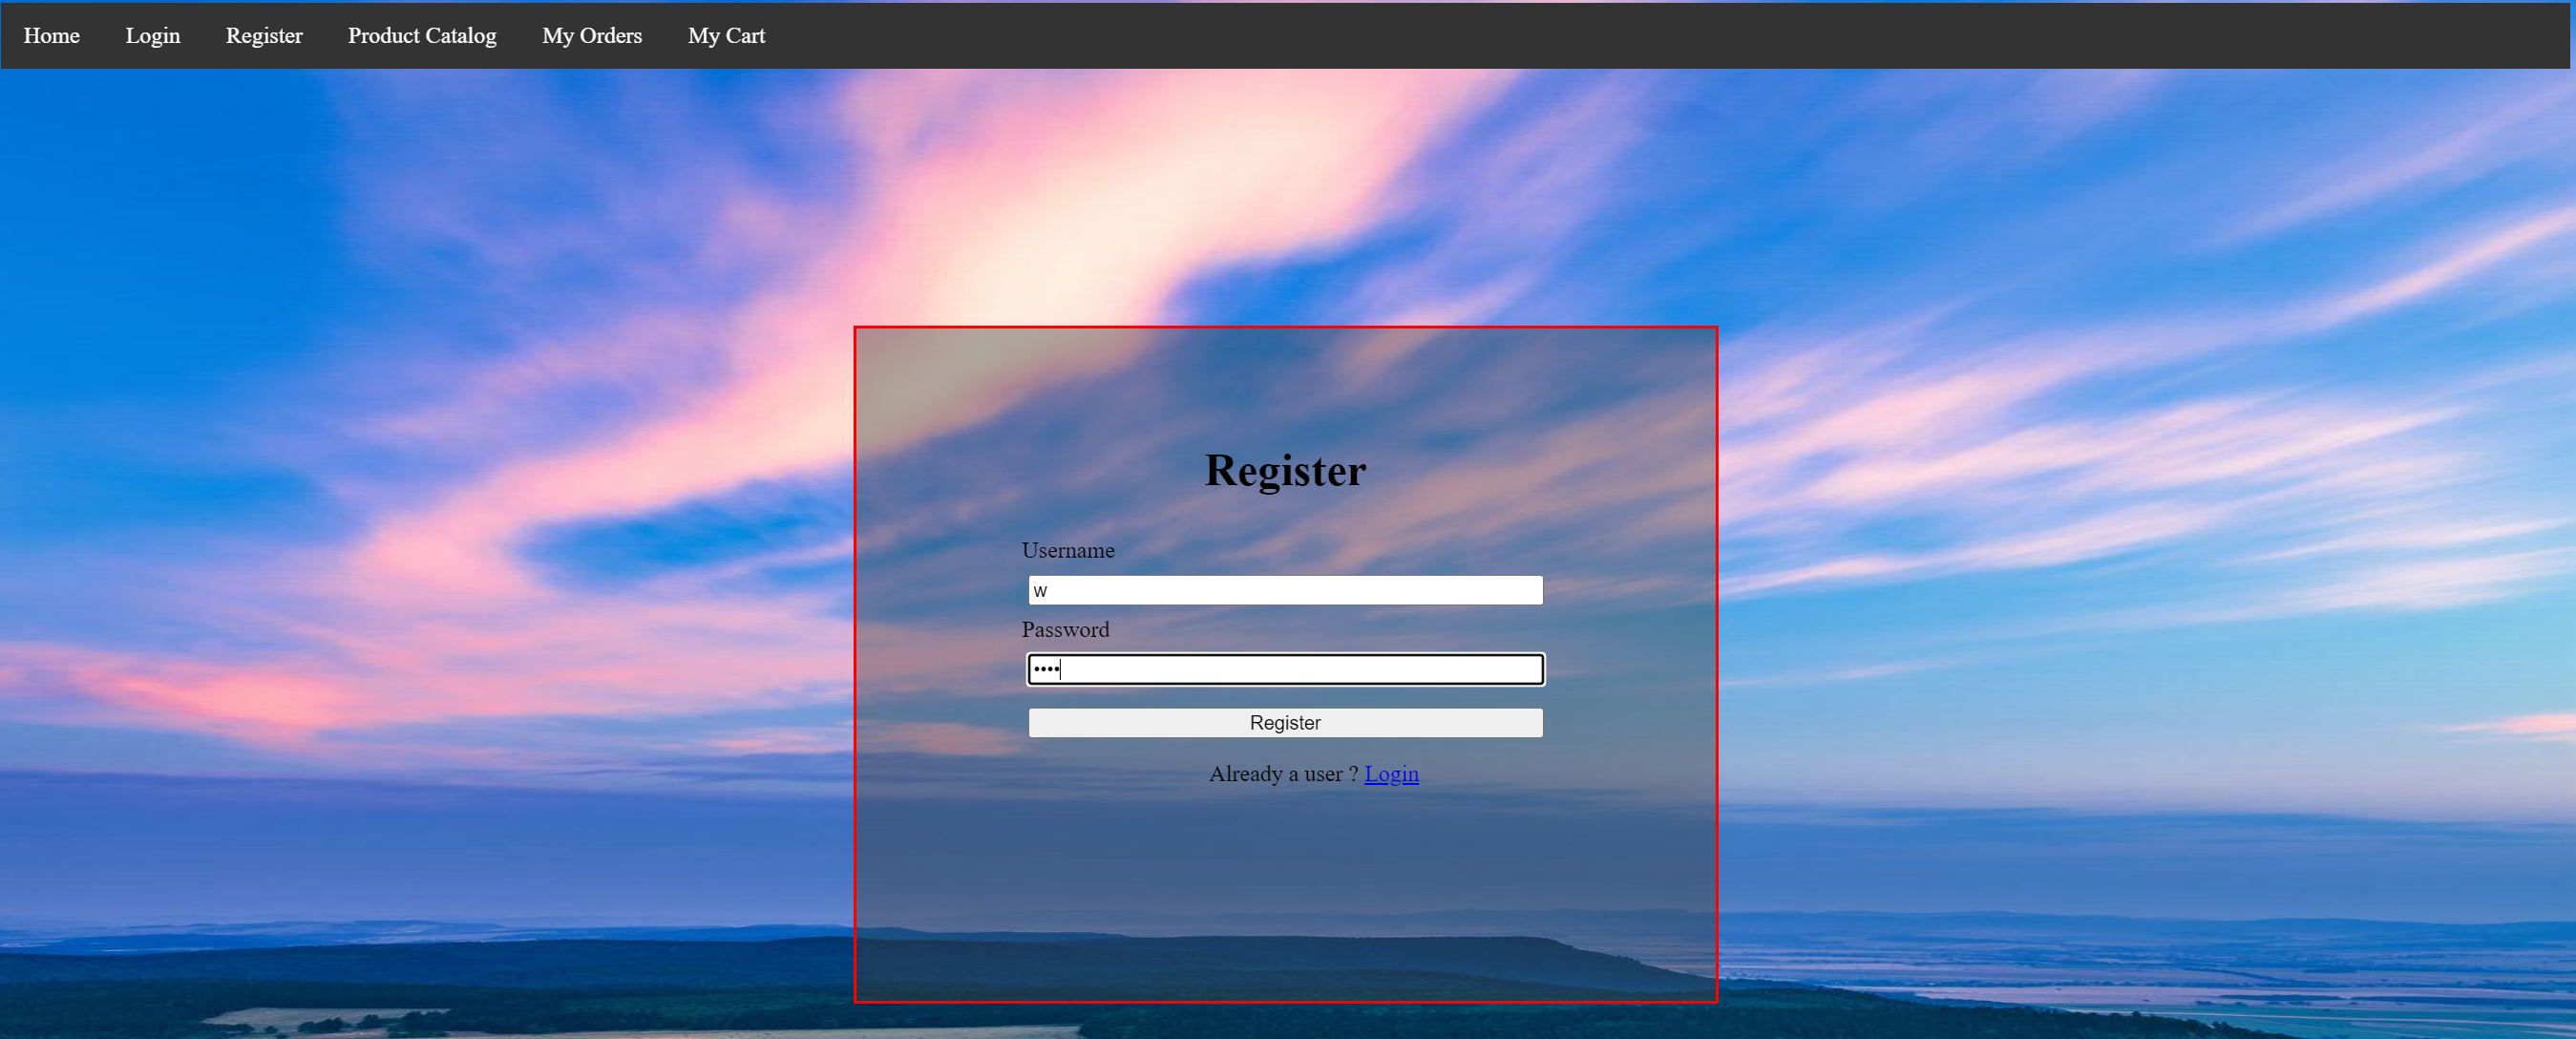 Home Login Register Product Catalog My Orders My Cart
Register
Username
w
Password
••••
Register
Already a user ? Login